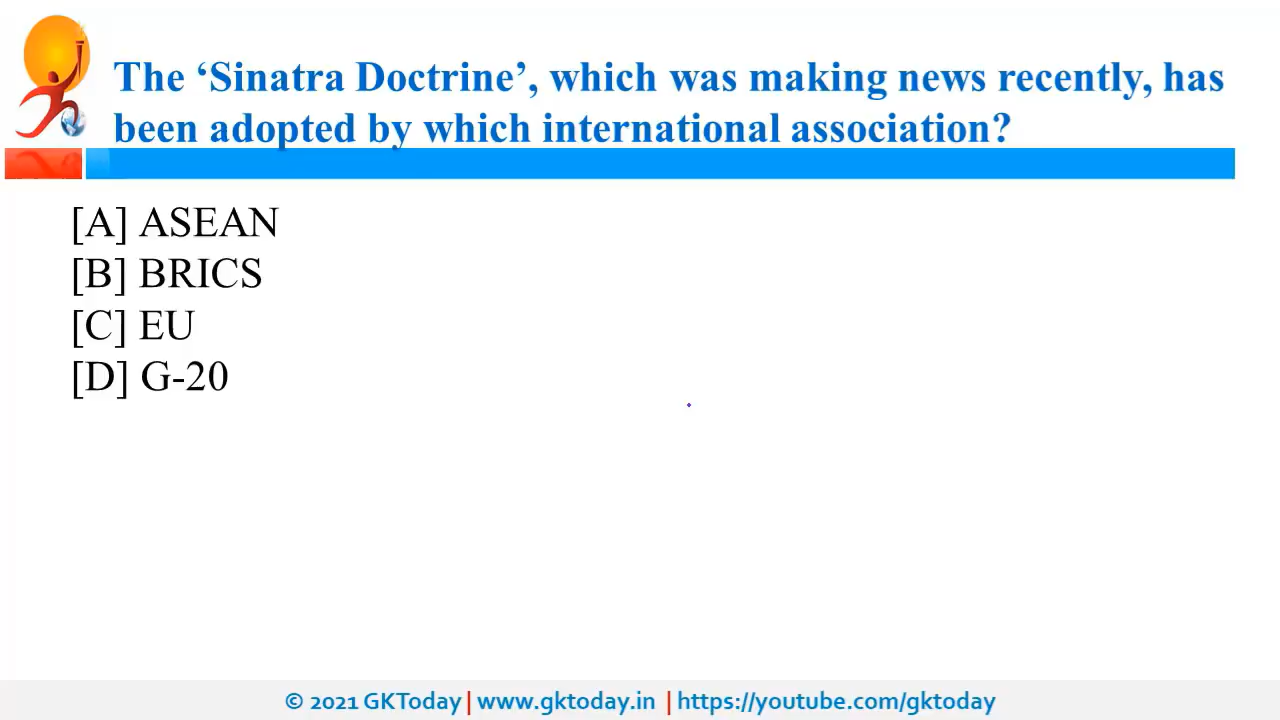 The ‘Sinatra Doctrine’, which was making news recently, has
been adopted by which international association?
[A] ASEAN
[B] BRICS
[C] EU
[D] G-20
© 2021 GKToday | www.gktoday.in | https://youtube.com/gktoday